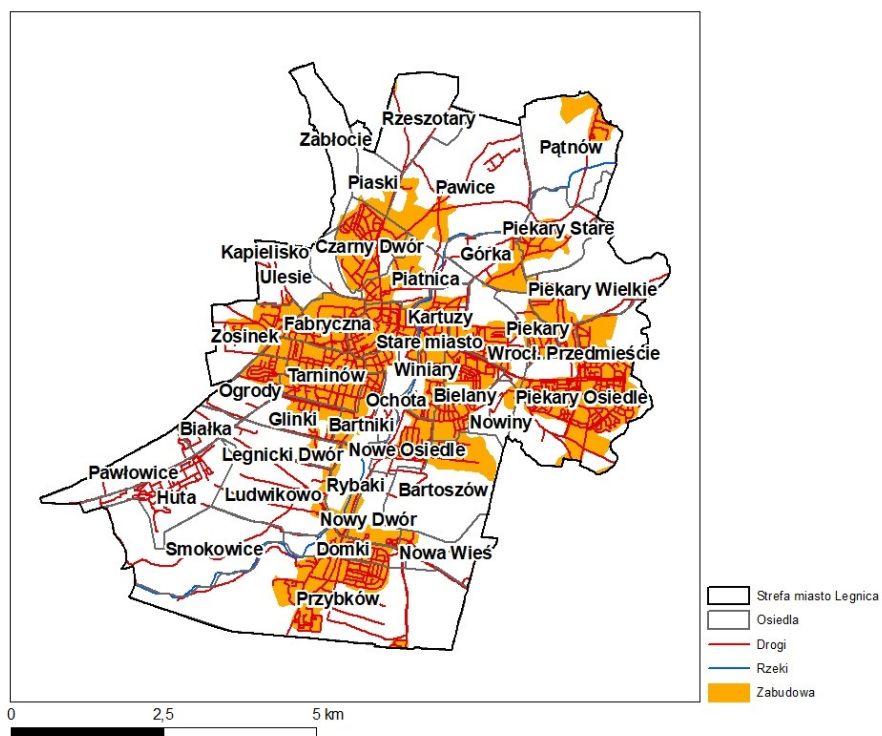 Rzeszotary
Zabłocie
Pątnów
Piaski
Pawice
Piekary Stare
Czarny Dwór
Kąpielisko
Górka
Ulesie
Piątnica
Piekary Wielkie
Kartuzy
Fabryczna
Piekary
Zosinek
Stare miasto
Wrocł. Przedmieście
Winiary
Tarninów
Ogrody
Ochota
Bielany
Piekary Osiedle
Glinki
Bartniki
Nowiny
Białka
Legnicki Dwór
Nowe Osiedle
Pawłowice
Rybaki
Huta
Ludwikowo
Bartoszów
Nowy Dwór
Smokowice
Domki
Nowa Wieś
Przybków
Strefa miasto Legnica
Osiedla
Drogi
Rzeki
Zabudowa
0 2,5 5 km